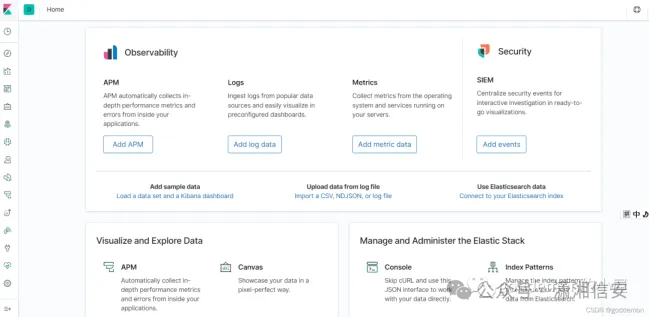 D Home
Observability
Security
APM
APM automatically collects in-
depth performance metrics and
errors from inside your
applications.
Add APM
Logs
Ingest logs from popular data
sources and easily visualize in
preconfigured dashboards.
Add log data
Metrics
Collect metrics from the operating
system and services running on
your servers.
Add metric data
SIEM
Centralize security events for
interactive investigation in ready-to-
go visualizations.
Add events
Add sample data
Load a data set and a Kibana dashboard
Upload data from log file
Import a CSV, NDJSON, or log file
Use Elasticsearch data
Connect to your Elasticsearch index
中
Visualize and Explore Data
APM
Automatically collect in-
depth performance metrics
and errors from inside your
applications.
Canvas
Showcase your data in a
pixel-perfect way.
Manage and Administer the Elastic Stack
Console
Skip cURL and use this
JSON interface to work
with your data directly.
Index Patterns
Manage the index patterns
data from Elasticsearch.
公众号·潇湘信安